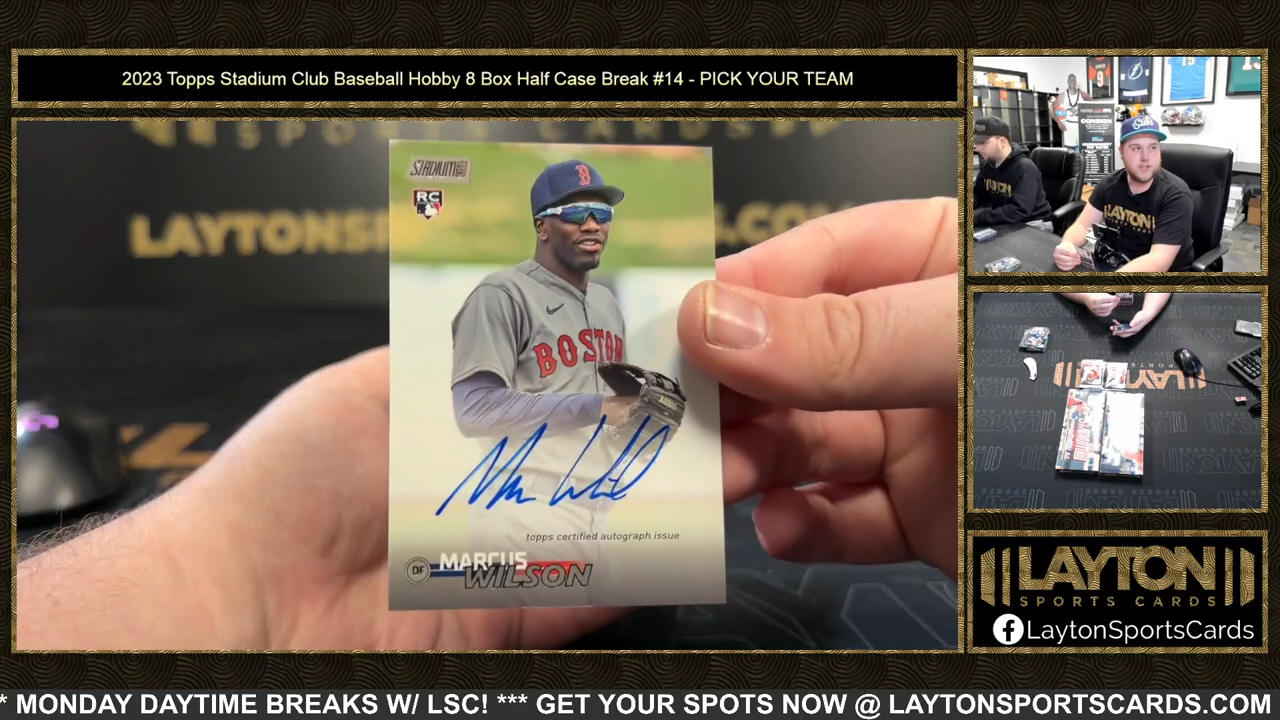 2023 Topps Stadium Club Baseball Hobby 8 Box Half Case Break #14 - PICK YOUR TEAM
STADIUM
RC
B
BOSTON
topps certified autograph issue
OF
MARCUS
WILSON
LAYTON
LAYTON
SPORTS CARDS
LaytonSportsCards
* MONDAY DAYTIME BREAKS W/ LSC! *** GET YOUR SPOTS NOW @ LAYTONSPORTSCARDS.COM